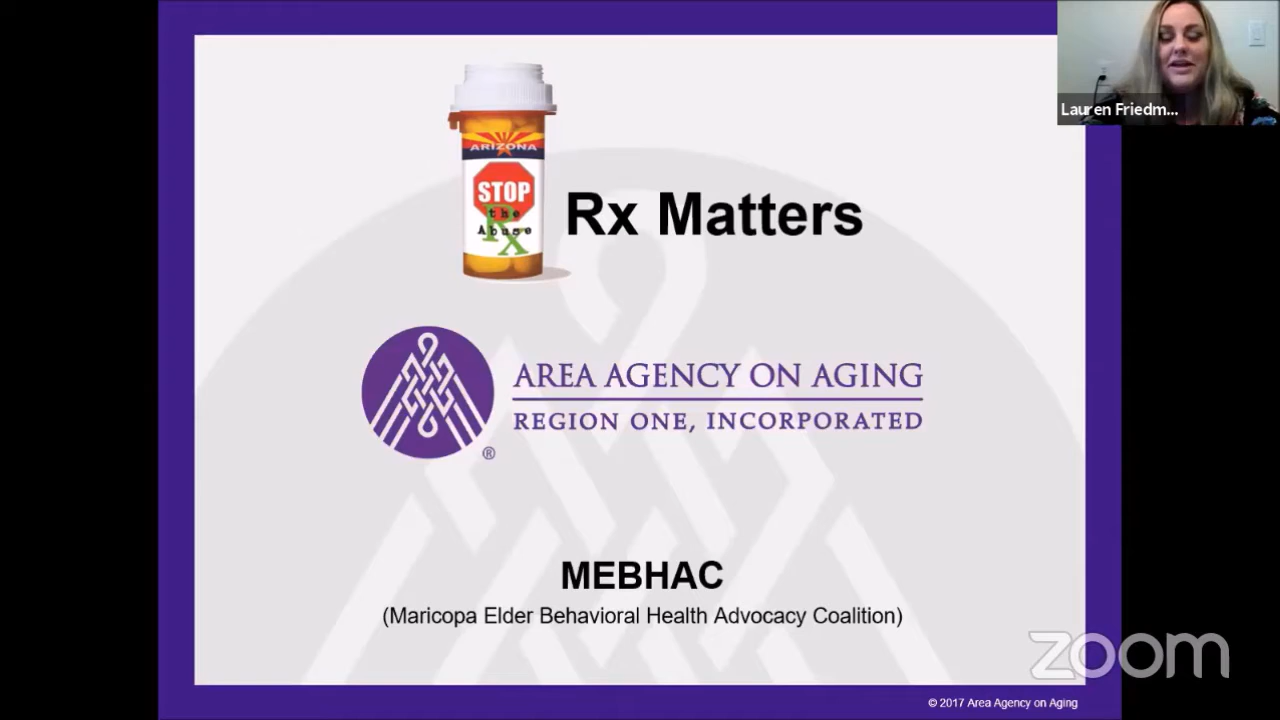 Lauren Friedm...
ARIZONA
STOP
the
Abuse
Rx
Rx Matters
AREA AGENCY ON AGING
REGION ONE, INCORPORATED
®
MEBHAC
(Maricopa Elder Behavioral Health Advocacy Coalition)
zoom
© 2017 Area Agency on Aging